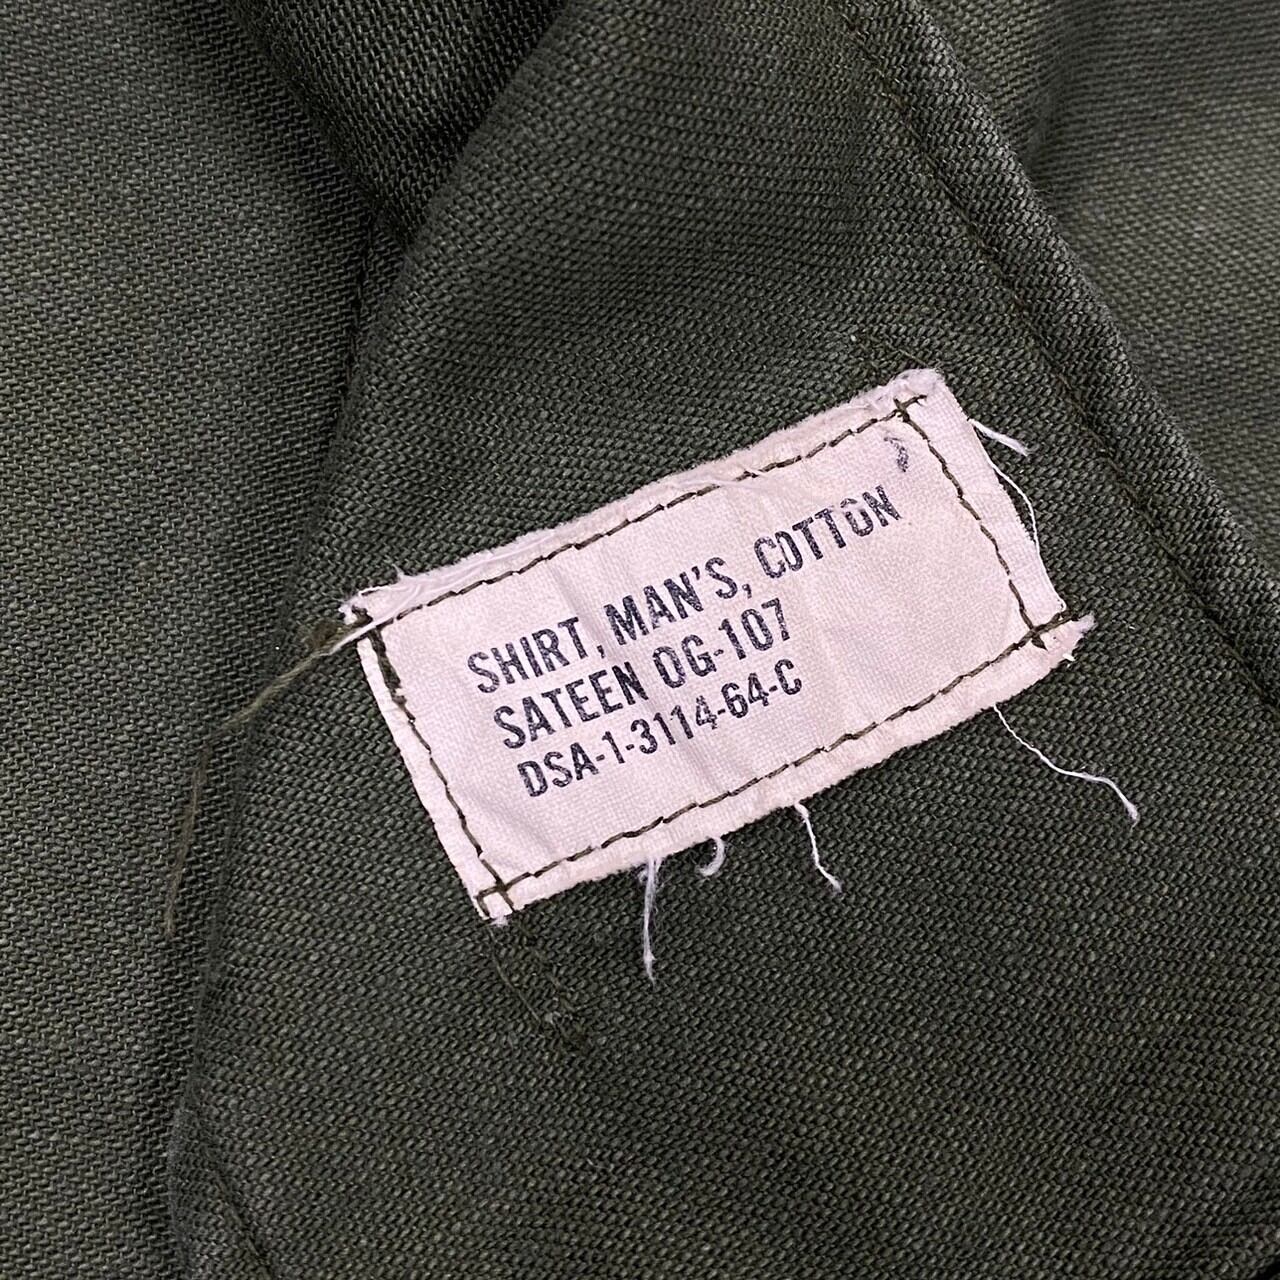 SHIRT, MAN'S, COTTON
SATEEN OG-107
DSA-1-3114-64-C